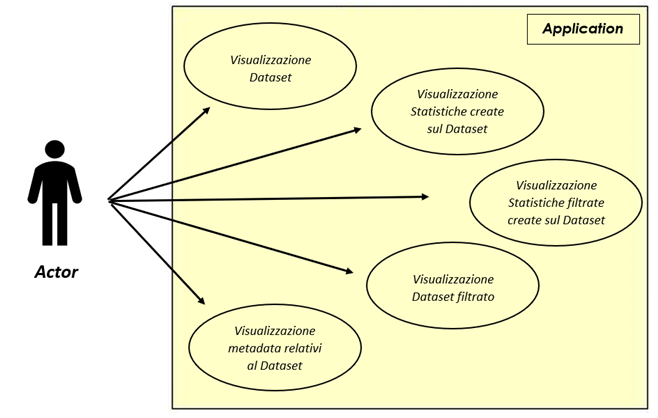 Application
Visualizzazione
Dataset
Visualizzazione
Statistiche create
sul Dataset
Visualizzazione
Statistiche filtrate
create sul Dataset
Actor
Visualizzazione
Dataset filtrato
Visualizzazione
metadata relativi
al Dataset